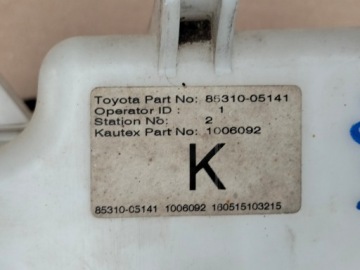 Toyota Part No: 85310-05141
Operator ID : 1
Station No: 2
Kautex Part No: 1006092
K
85310-05141 1006092 160515103215